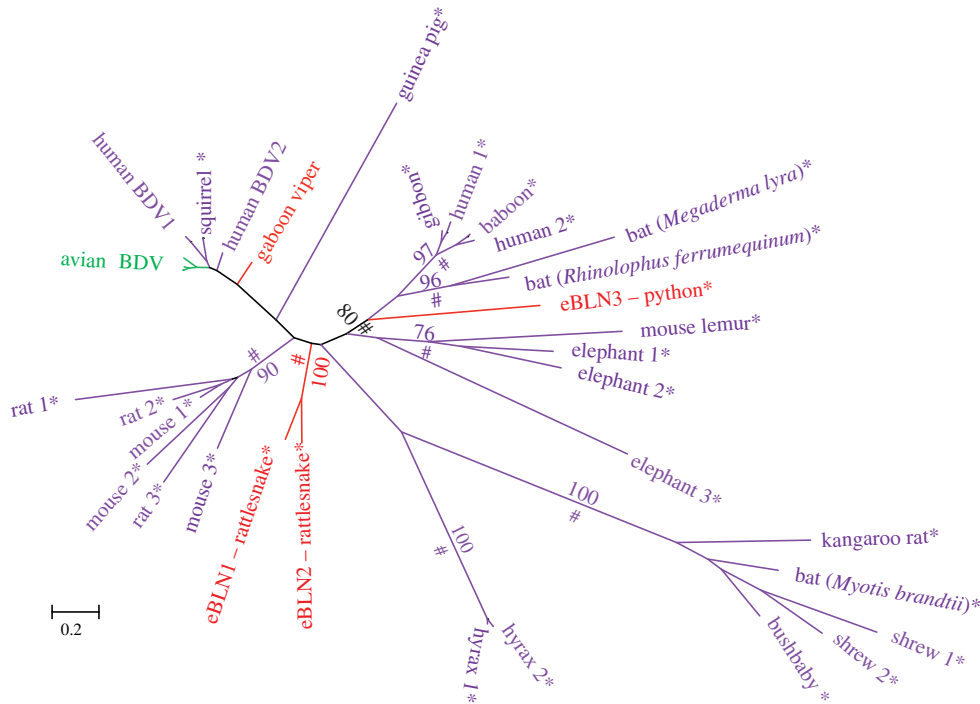 guinea pig*
human BDV1
squirrel *
human BDV2
gaboon viper
avian BDV
gibbon*
human 1*
baboon*
human 2*
bat (Megaderma lyra)*
bat (Rhinolophus ferrumequinum)*
eBLN3 – python*
mouse lemur*
elephant 1*
elephant 2*
elephant 3*
97
#
96
#
80 #
76
#
#
90
#
100
rat 1*
rat 2*
mouse 1*
mouse 2*
rat 3*
mouse 3*
eBLN1 – rattlesnake*
eBLN2 – rattlesnake*
100
#
100
#
kangaroo rat*
bat (Myotis brandtii)*
shrew 1*
shrew 2*
bushbaby *
hyrax 2*
hyrax 1*
0.2